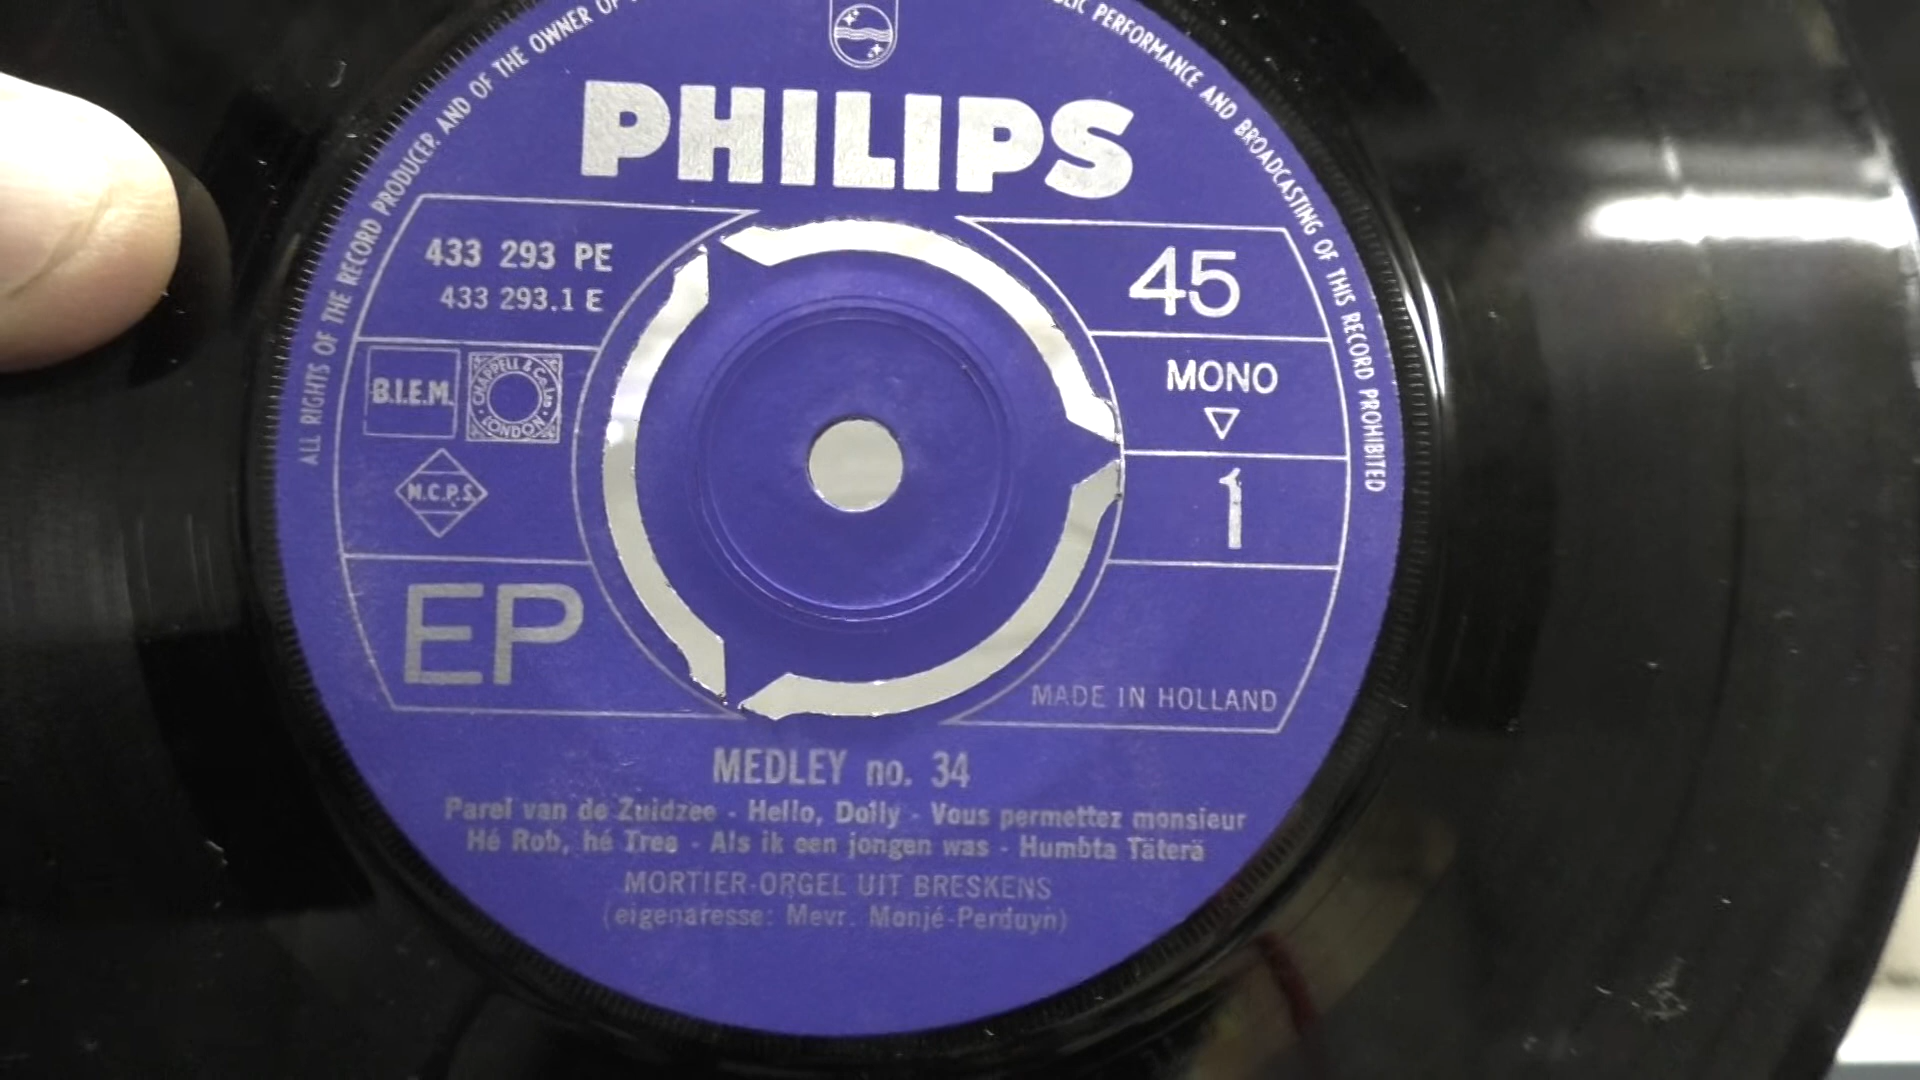 ALL RIGHTS OF THE RECORD PRODUCER AND OF THE OWNER OF
PERFORMANCE AND BROADCASTING OF THIS RECORD PROHIBITED
PHILIPS
433 293 PE
433 293.1 E
45
B.I.E.M.
CHAPPELL & Co. LTD.
LONDON
MONO
N.C.P.S.
1
EP
MADE IN HOLLAND
MEDLEY no. 34
Parel van de Zuidzee - Hello, Dolly - Vous permettez monsieur
Hé Rob, hé Trea - Als ik een jongen was - Humbta Täterä
MORTIER-ORGEL UIT BRESKENS
(eigenaresse: Mevr. Monjé-Perduyn)